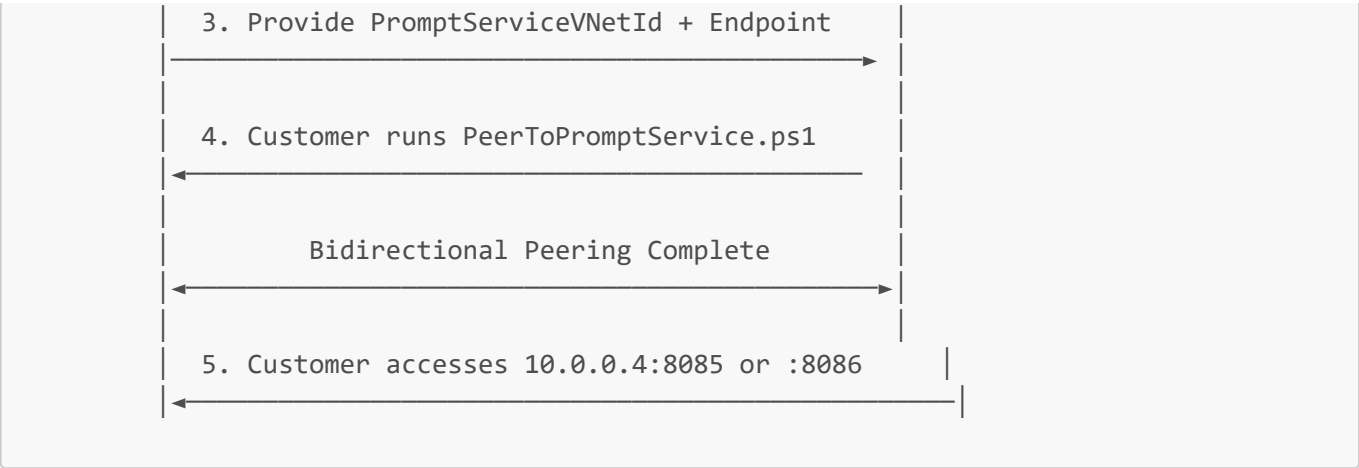 3. Provide PromptServiceVNetId + Endpoint
4. Customer runs PeerToPromptService.ps1
Bidirectional Peering Complete
5. Customer accesses 10.0.0.4:8085 or :8086